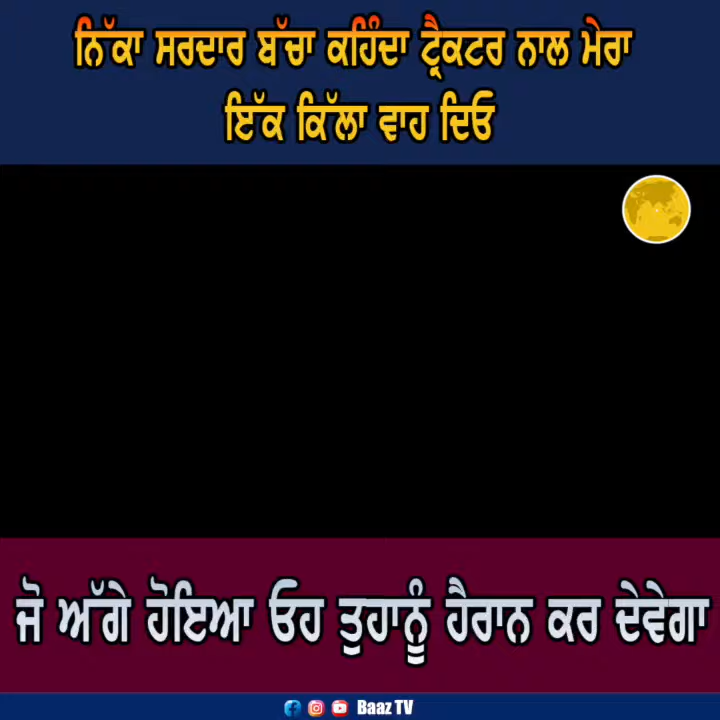 ਨਿੱਕਾ ਸਰਦਾਰ ਬੱਚਾ ਕਹਿੰਦਾ ਟ੍ਰੈਕਟਰ ਨਾਲ ਮੇਰਾ
ਇੱਕ ਕਿੱਲਾ ਵਾਹ ਦਿਓ
ਜੋ ਅੱਗੇ ਹੋਇਆ ਓਹ ਤੁਹਾਨੂੰ ਹੈਰਾਨ ਕਰ ਦੇਵੇਗਾ
Baaz TV